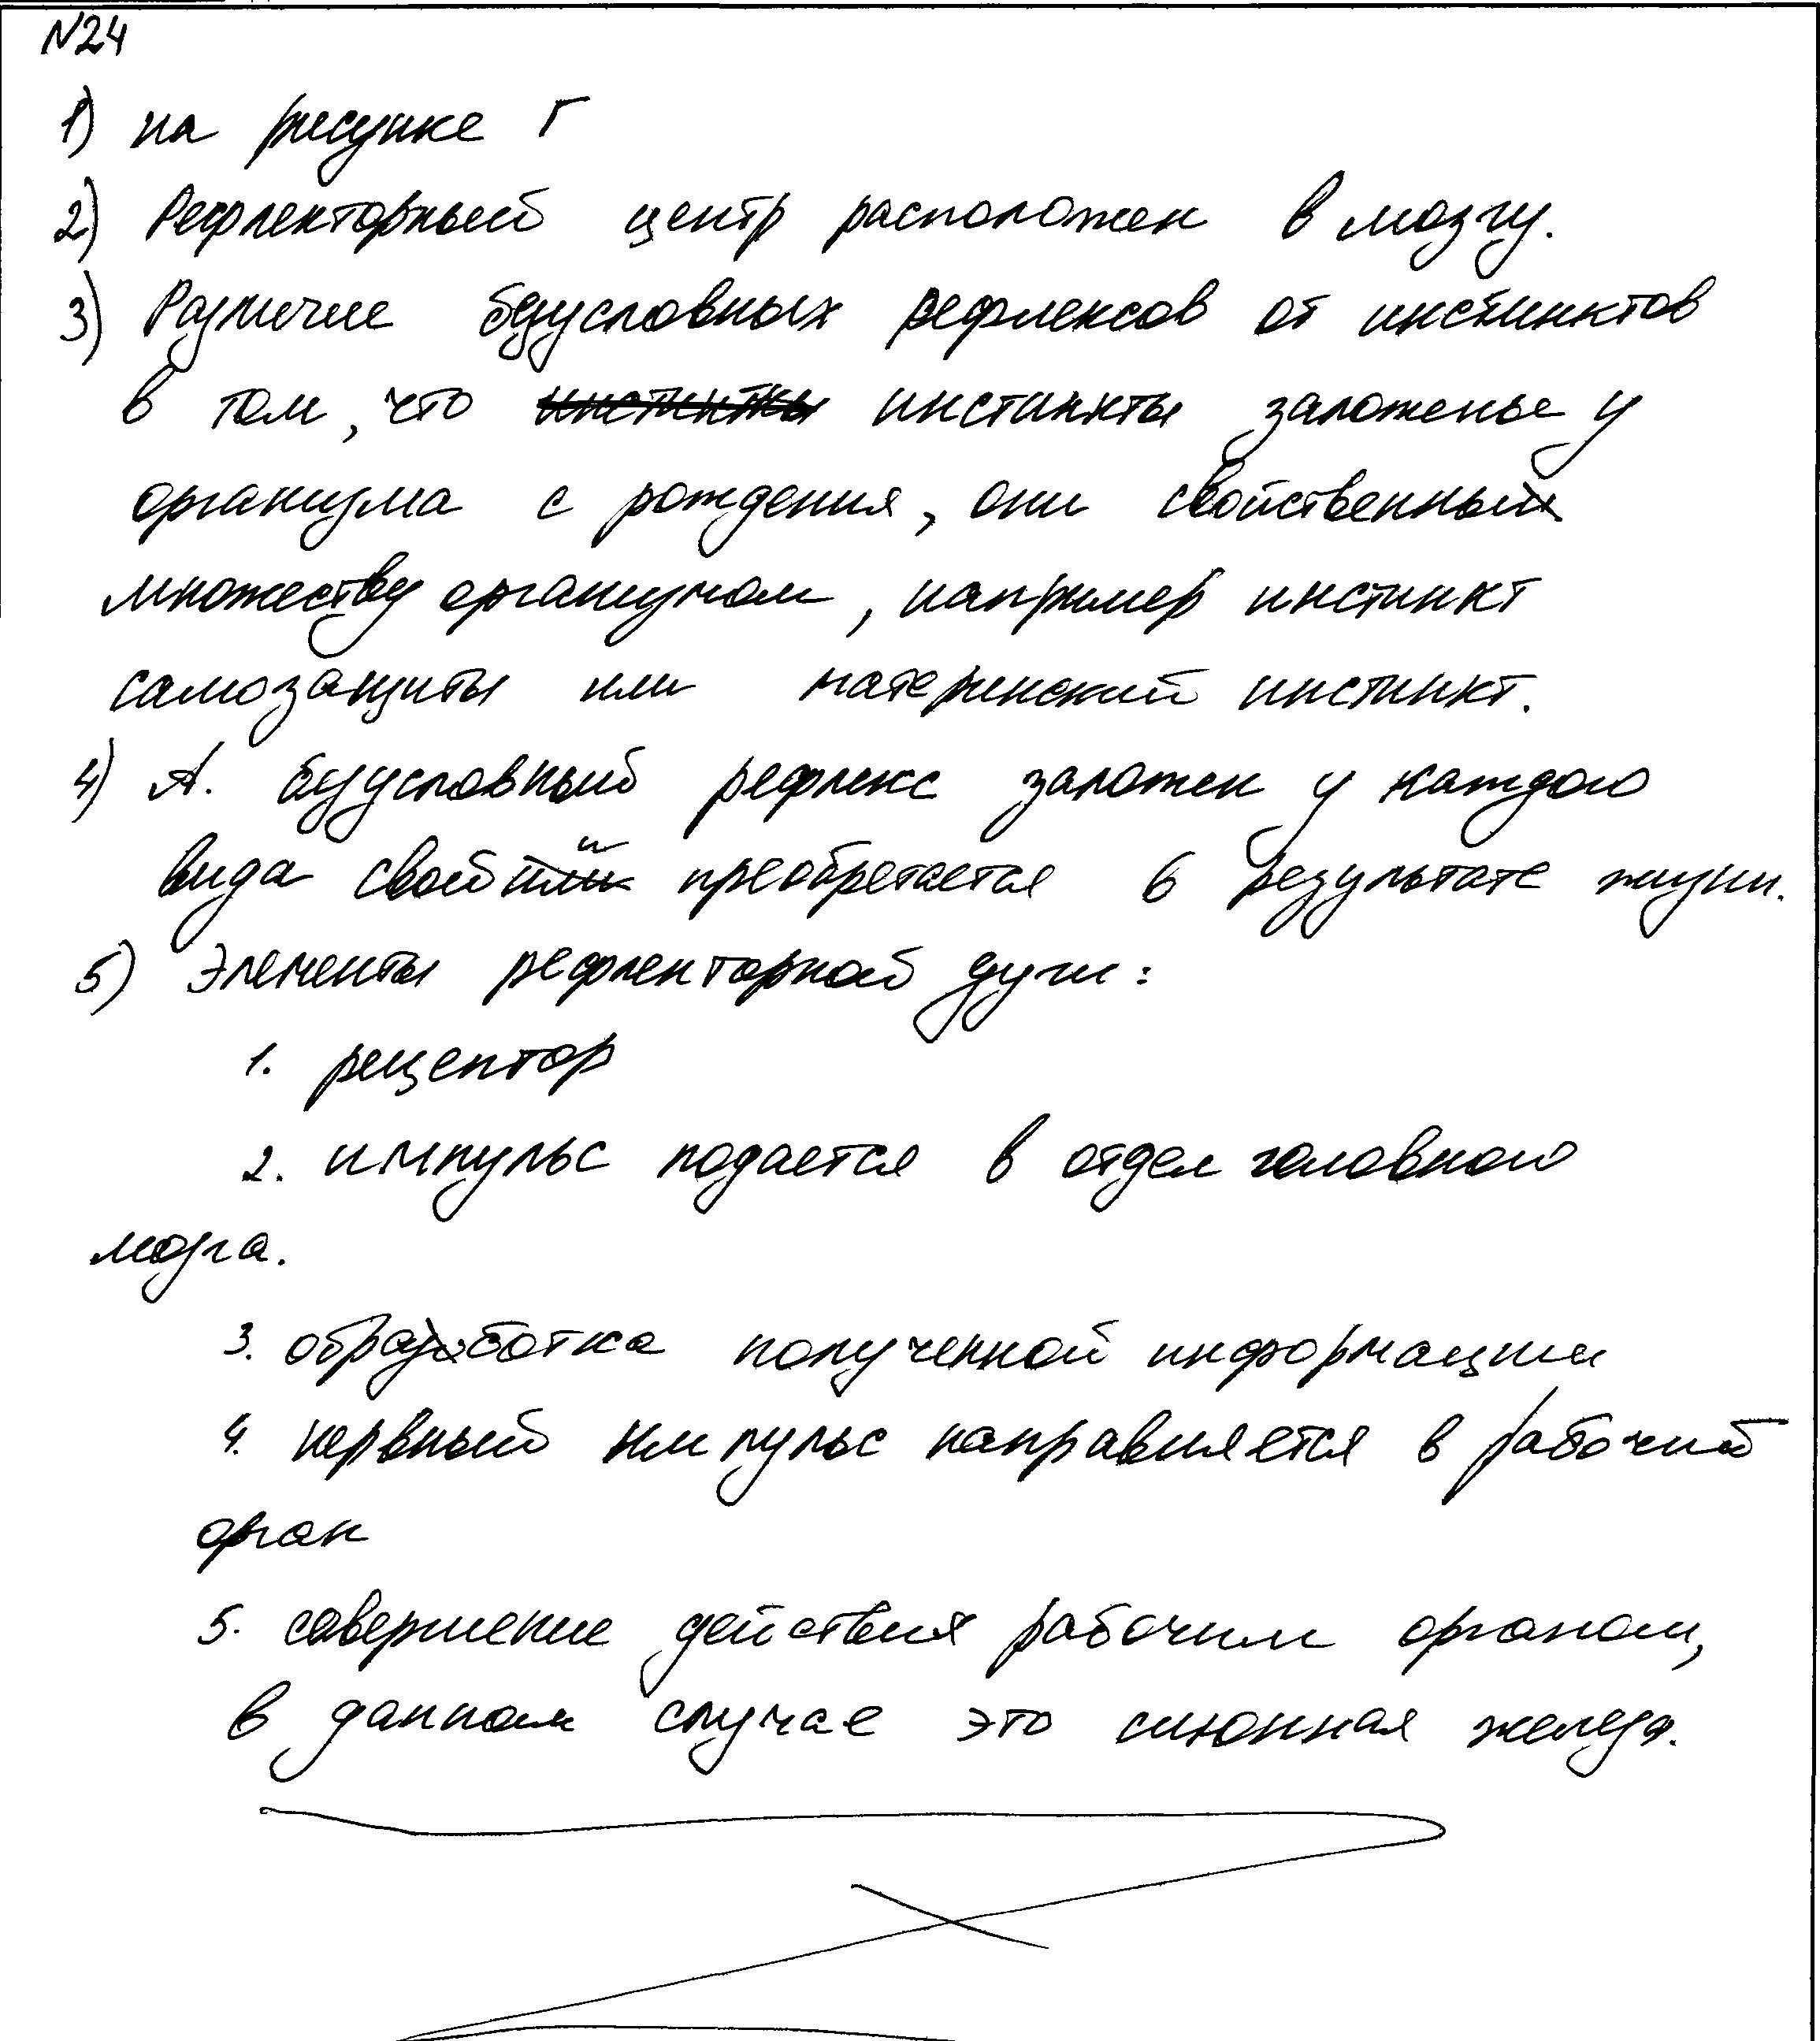 №24
1) на рисунке Г
2) Рефлекторный центр расположен в мозгу.
3) Различие безусловных рефлексов от инстинктов
в том, что инстинкты заложены у
организма с рождения, они свойственны
множеству организмам, например инстинкт
самозащиты или материнский инстинкт.
4) А. безусловный рефлекс заложен у каждого
вида свой и преобретается в результате жизни.
5) Элементы рефлекторной дуги:
1. рецептор
2. импульс подается в отдел головного
мозга.
3. обработка полученной информации
4. нервный импульс направляется в рабочий
орган
5. совершение действия рабочим органом,
в данном случае это слюнная железа.